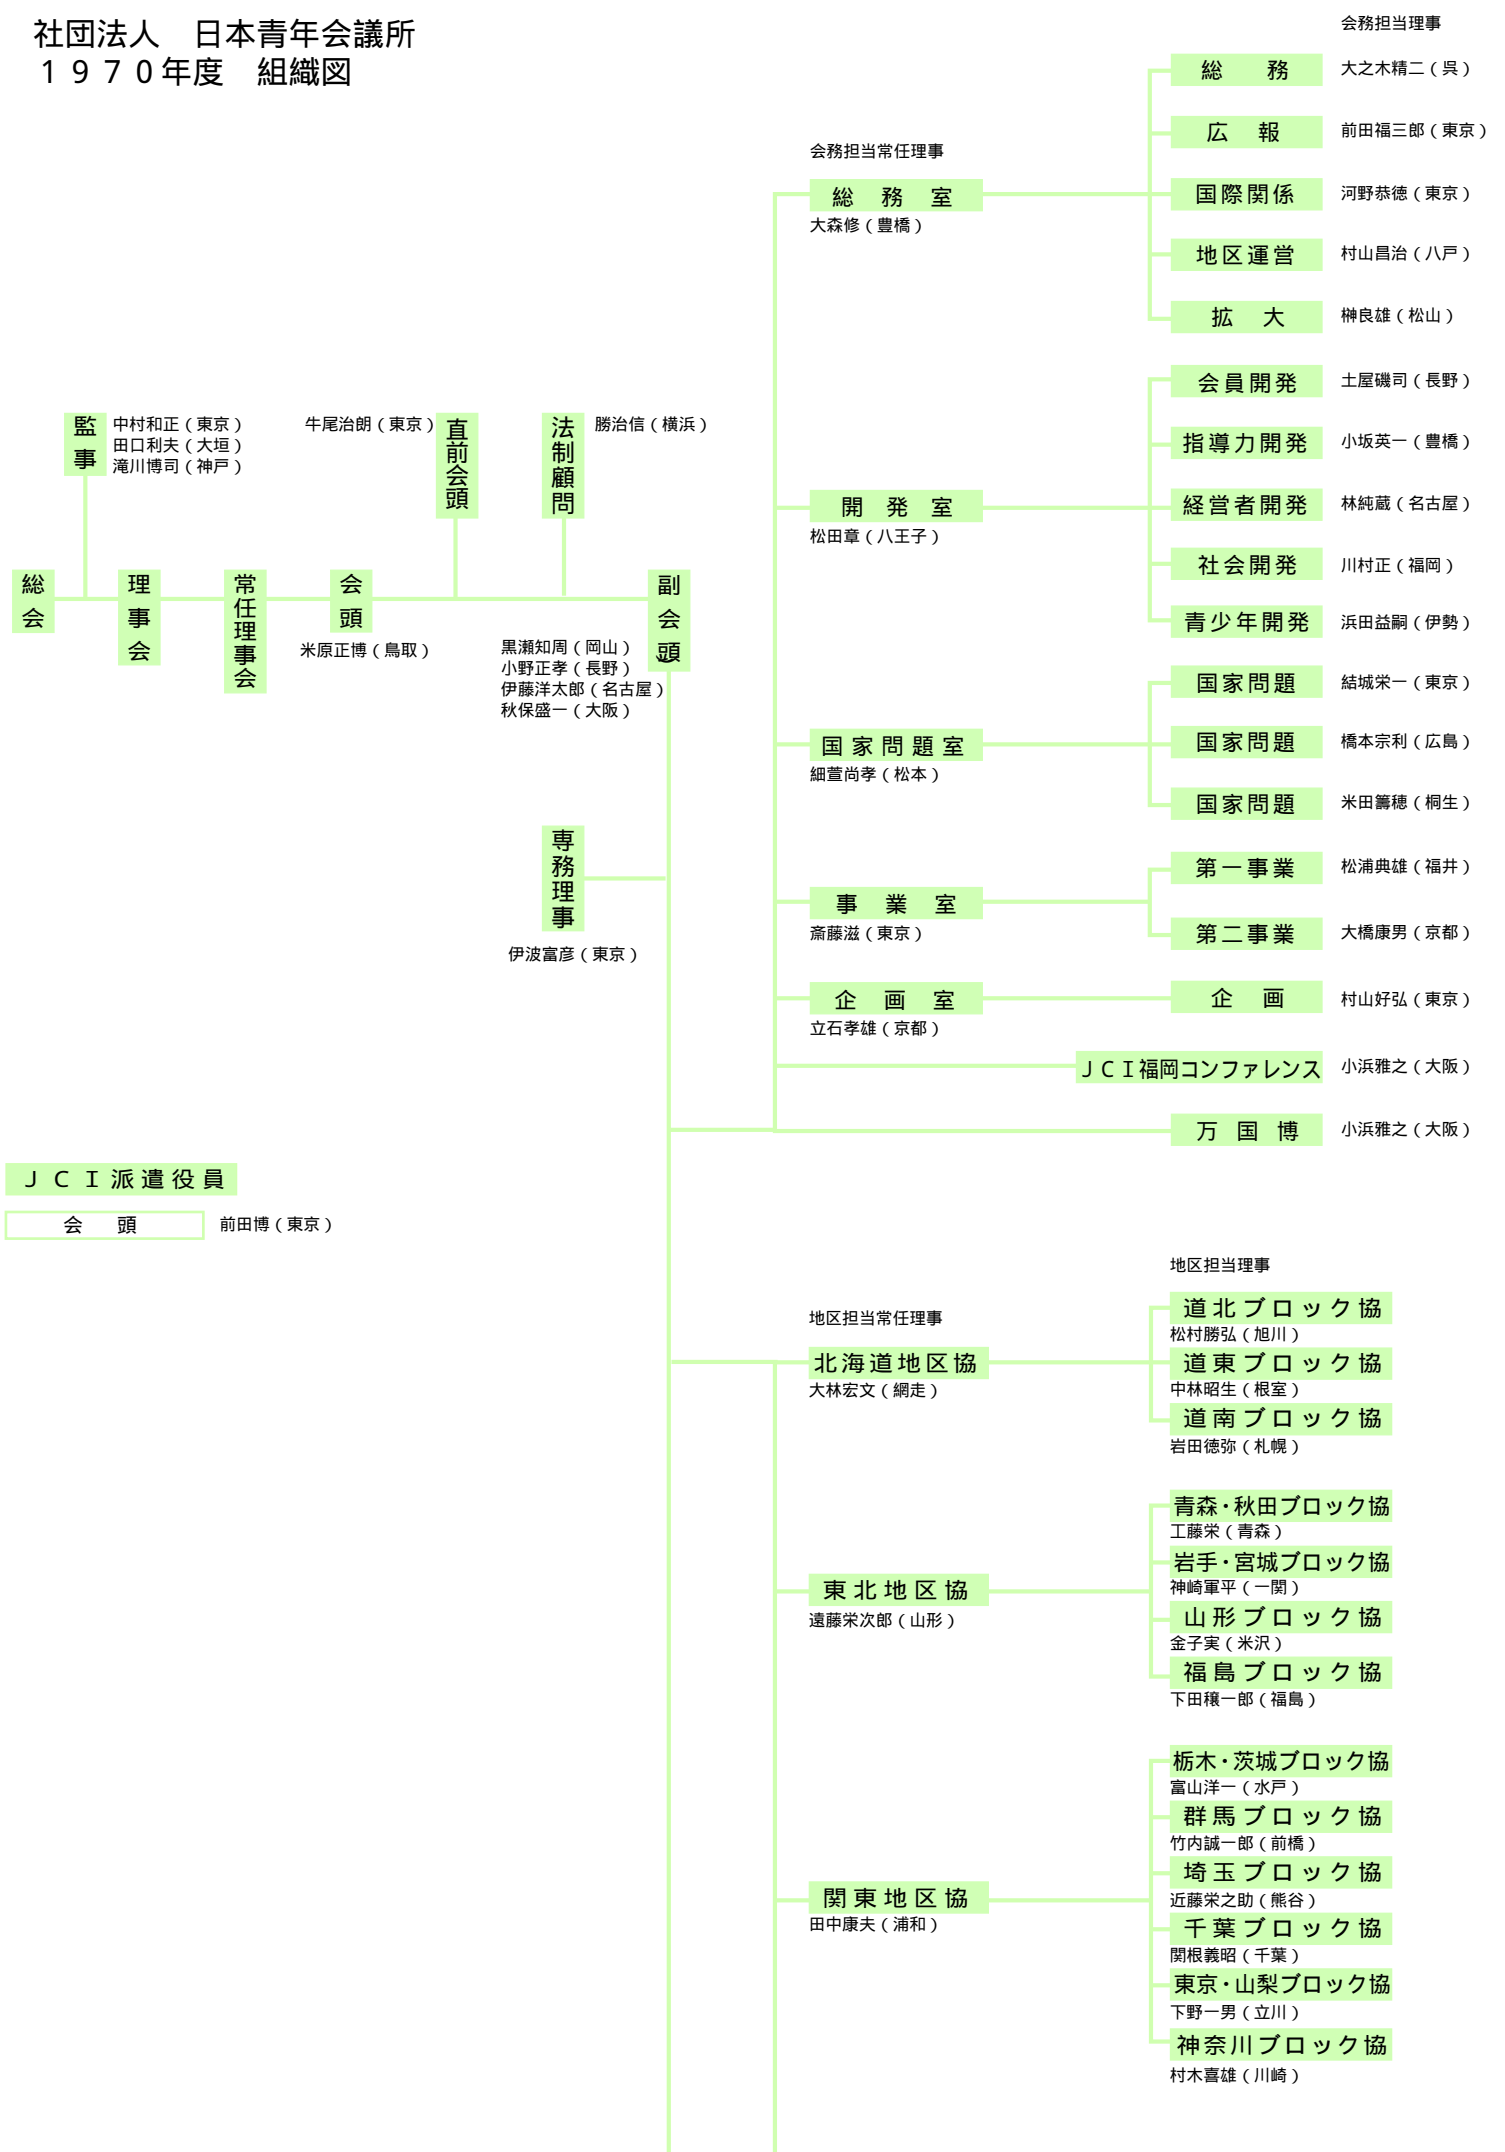 社団法人　日本青年会議所
１９７０年度　組織図
監事
中村和正（東京）
田口利夫（大垣）
滝川博司（神戸）
牛尾治朗（東京）
直前会頭
法制顧問
勝治信（横浜）
総会
理事会
常任理事会
会頭
米原正博（鳥取）
副会頭
黒瀬知周（岡山）
小野正孝（長野）
伊藤洋太郎（名古屋）
秋保盛一（大阪）
専務理事
伊波富彦（東京）
ＪＣＩ派遣役員
会　頭　前田博（東京）
会務担当常任理事
会務担当理事
総　務　室
大森修（豊橋）
総　務　大之木精二（呉）
広　報　前田福三郎（東京）
国際関係　河野恭徳（東京）
地区運営　村山昌治（八戸）
拡　大　榊良雄（松山）
開　発　室
松田章（八王子）
会員開発　土屋磯司（長野）
指導力開発　小坂英一（豊橋）
経営者開発　林純蔵（名古屋）
社会開発　川村正（福岡）
青少年開発　浜田益嗣（伊勢）
国家問題室
細萱尚孝（松本）
国家問題　結城栄一（東京）
国家問題　橋本宗利（広島）
国家問題　米田籌穂（桐生）
事　業　室
斎藤滋（東京）
第一事業　松浦典雄（福井）
第二事業　大橋康男（京都）
企　画　室
立石孝雄（京都）
企　画　村山好弘（東京）
ＪＣＩ福岡コンファレンス　小浜雅之（大阪）
万　国　博　小浜雅之（大阪）
地区担当常任理事
地区担当理事
北海道地区協
大林宏文（網走）
道北ブロック協
松村勝弘（旭川）
道東ブロック協
中林昭生（根室）
道南ブロック協
岩田徳弥（札幌）
東北地区協
遠藤栄次郎（山形）
青森・秋田ブロック協
工藤栄（青森）
岩手・宮城ブロック協
神崎軍平（一関）
山形ブロック協
金子実（米沢）
福島ブロック協
下田穣一郎（福島）
関東地区協
田中康夫（浦和）
栃木・茨城ブロック協
富山洋一（水戸）
群馬ブロック協
竹内誠一郎（前橋）
埼玉ブロック協
近藤栄之助（熊谷）
千葉ブロック協
関根義昭（千葉）
東京・山梨ブロック協
下野一男（立川）
神奈川ブロック協
村木喜雄（川崎）